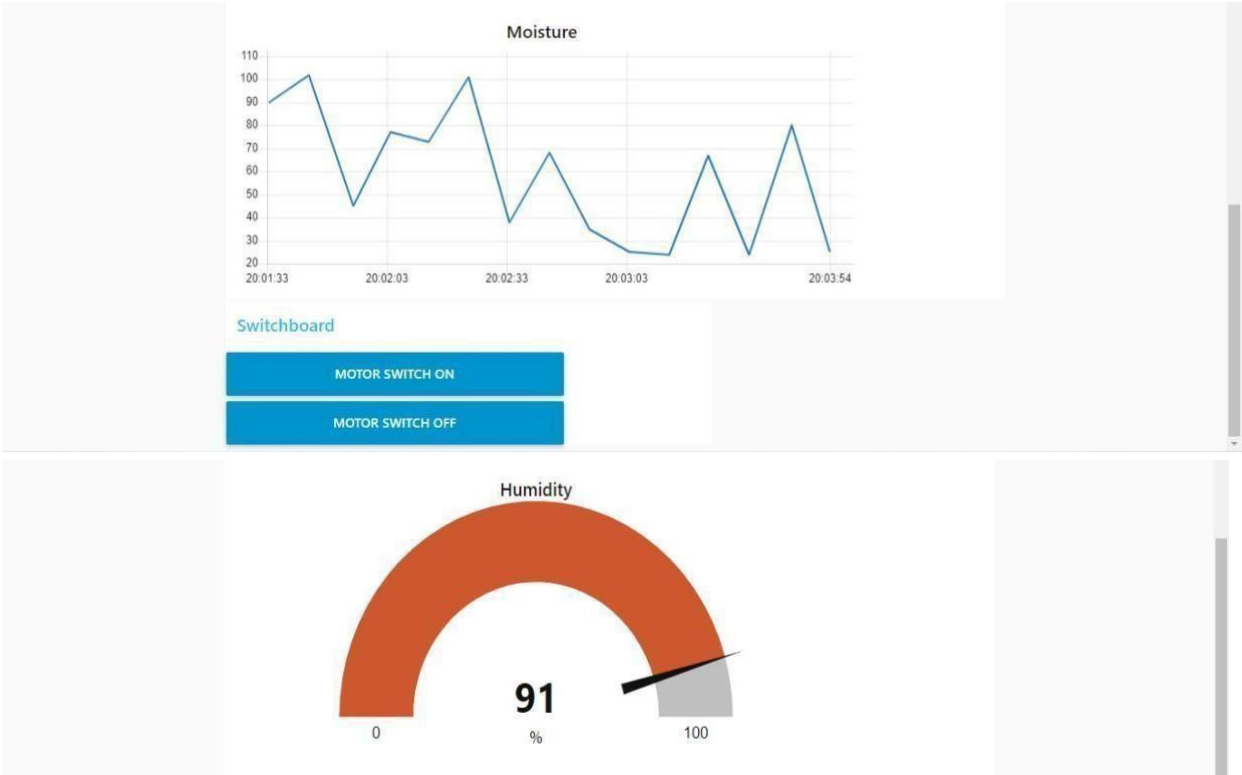 Moisture
110
100
90
80
70
60
50
40
30
20
20:01:33 20:02:03 20:02:33 20:03:03 20:03:54
Switchboard
MOTOR SWITCH ON
MOTOR SWITCH OFF
Humidity
91
%
0 100